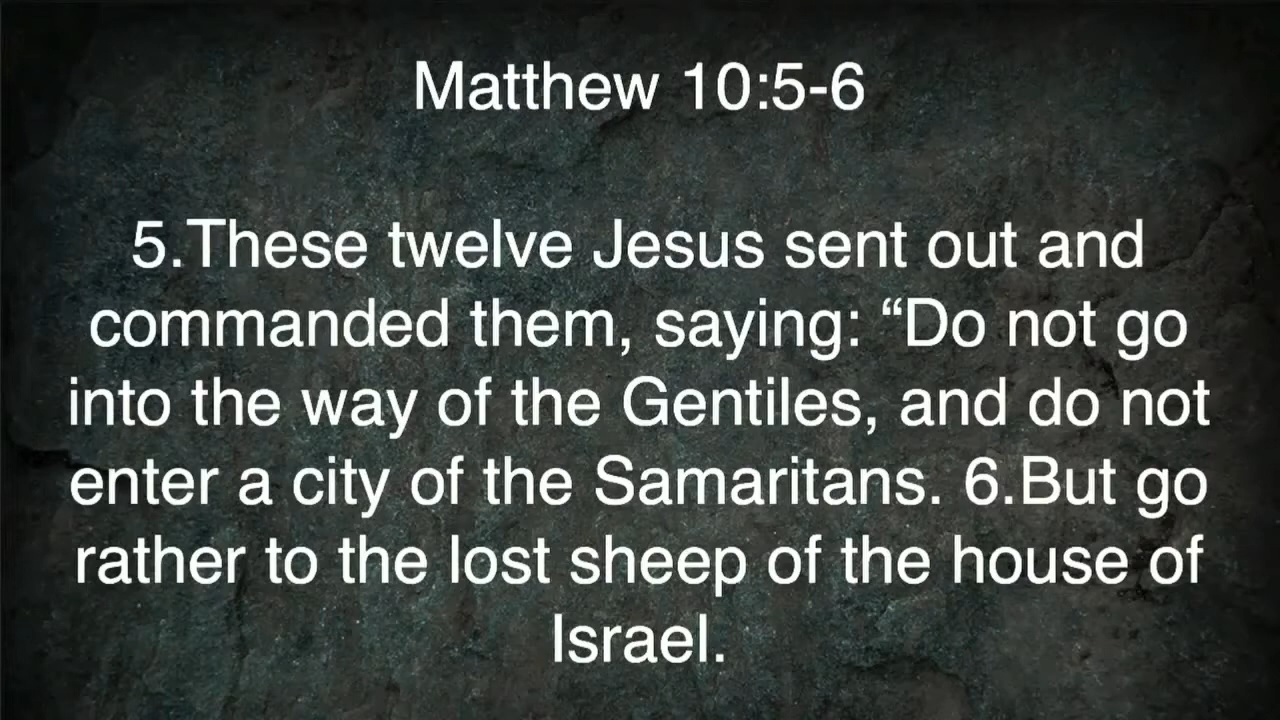 Matthew 10:5-6
5.These twelve Jesus sent out and
commanded them, saying: “Do not go
into the way of the Gentiles, and do not
enter a city of the Samaritans. 6.But go
rather to the lost sheep of the house of
Israel.